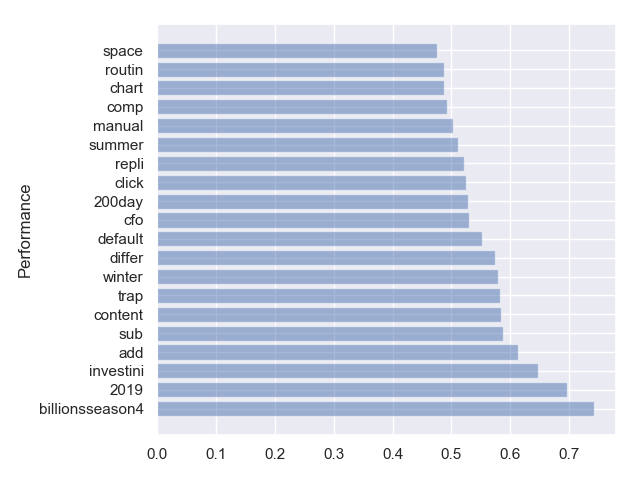 space
routin
chart
comp
manual
summer
repli
click
200day
cfo
default
differ
winter
trap
content
sub
add
investini
2019
billionsseason4
Performance
0.0 0.1 0.2 0.3 0.4 0.5 0.6 0.7